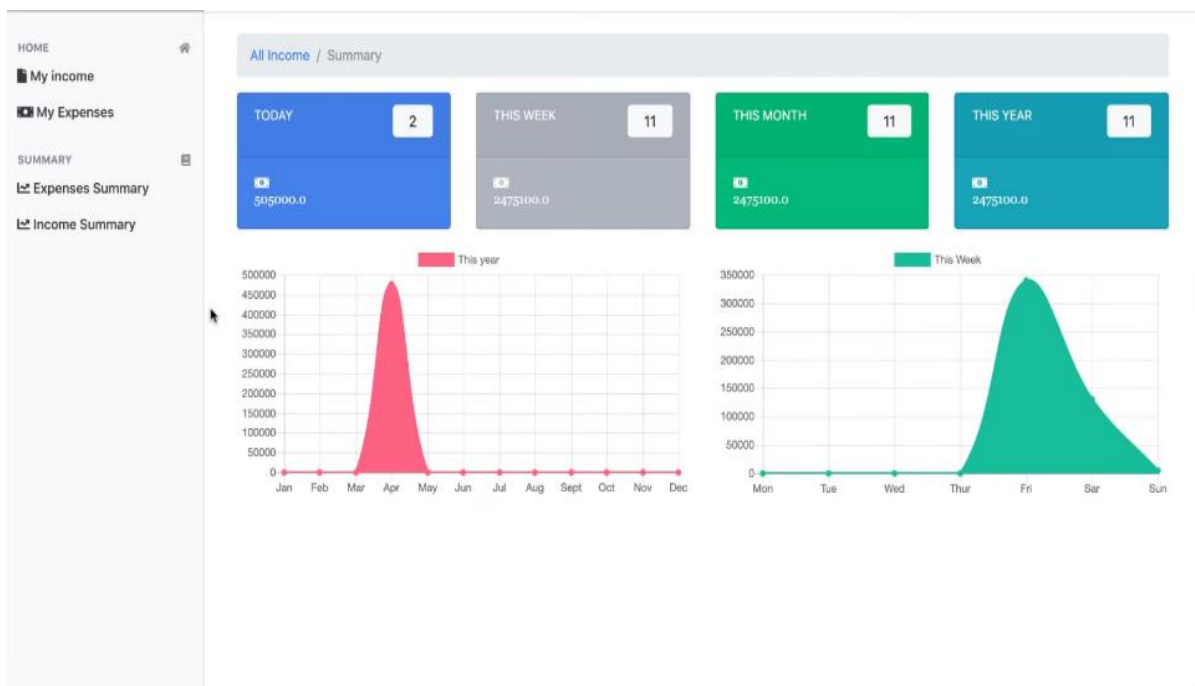 HOME
My income
My Expenses
SUMMARY
Expenses Summary
Income Summary
All Income / Summary
TODAY
2
505000.0
THIS WEEK
11
2475100.0
THIS MONTH
11
2475100.0
THIS YEAR
11
2475100.0
This year
500000
450000
400000
350000
300000
250000
200000
150000
100000
50000
0
Jan Feb Mar Apr May Jun Jul Aug Sept Oct Nov Dec
This Week
350000
300000
250000
200000
150000
100000
50000
0
Mon Tue Wed Thur Fri Sar Sun